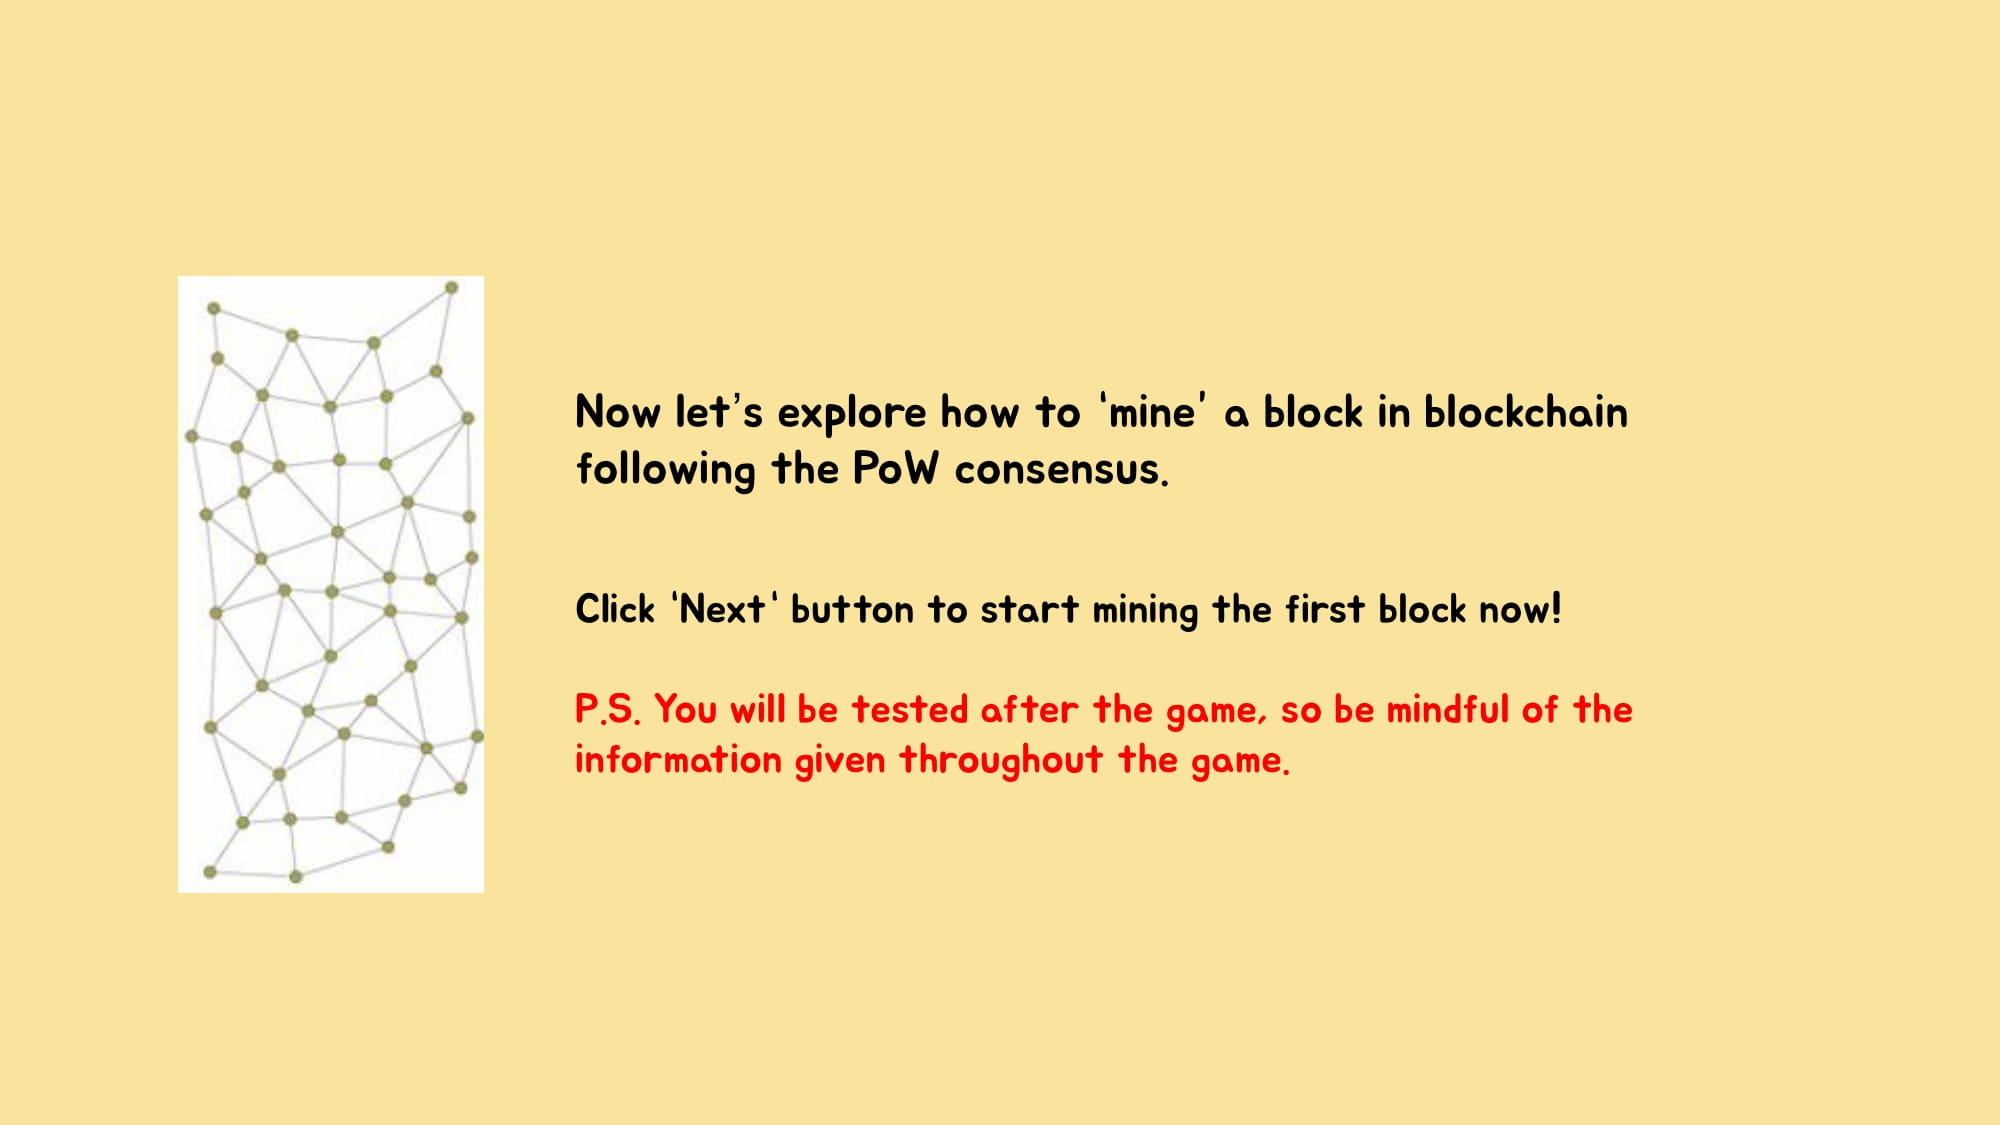 Now let’s explore how to ‘mine’ a block in blockchain
following the PoW consensus.
Click ‘Next‘ button to start mining the first block now!
P.S. You will be tested after the game, so be mindful of the
information given throughout the game.